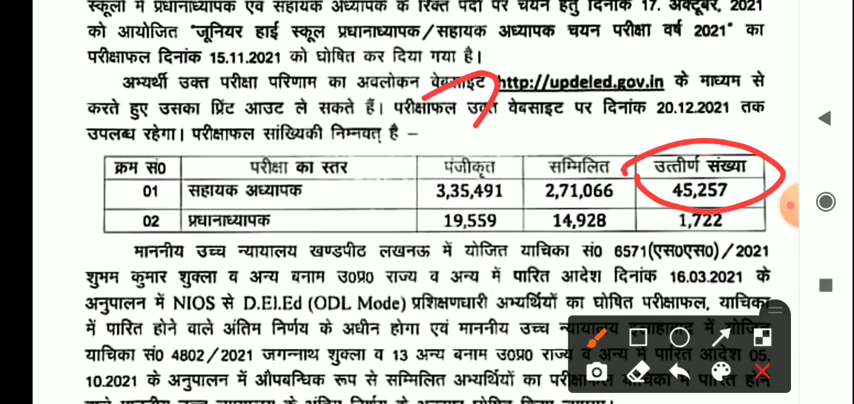 स्कूलों में प्रधानाध्यापक एवं सहायक अध्यापक के रिक्त पदों पर चयन हेतु दिनांक 17. अक्टूबर, 2021
को आयोजित "जूनियर हाई स्कूल प्रधानाध्यापक/सहायक अध्यापक चयन परीक्षा वर्ष 2021" का
परीक्षाफल दिनांक 15.11.2021 को घोषित कर दिया गया है।
अभ्यर्थी उक्त परीक्षा परिणाम का अवलोकन वेबसाइट http://updeled.gov.in के माध्यम से
करते हुए उसका प्रिंट आउट ले सकते हैं। परीक्षाफल उक्त वेबसाइट पर दिनांक 20.12.2021 तक
उपलब्ध रहेगा। परीक्षाफल सांख्यिकी निम्नवत् है –
क्रम सं0 परीक्षा का स्तर पंजीकृत सम्मिलित उत्तीर्ण संख्या
01 सहायक अध्यापक 3,35,491 2,71,066 45,257
02 प्रधानाध्यापक 19,559 14,928 1,722
माननीय उच्च न्यायालय खण्डपीठ लखनऊ में योजित याचिका सं0 6571(एस0एस0)/2021
शुभम कुमार शुक्ला व अन्य बनाम उ0प्र0 राज्य व अन्य में पारित आदेश दिनांक 16.03.2021 के
अनुपालन में NIOS से D.El.Ed (ODL Mode) प्रशिक्षणधारी अभ्यर्थियों का घोषित परीक्षाफल, याचिका
में पारित होने वाले अंतिम निर्णय के अधीन होगा एवं माननीय उच्च न्यायालय इलाहाबाद में योजित
याचिका सं0 4802/2021 जगन्नाथ शुक्ला व 13 अन्य बनाम उ0प्र0 राज्य व अन्य में पारित आदेश 05.
10.2021 के अनुपालन में औपबन्धिक रूप से सम्मिलित अभ्यर्थियों का परीक्षाफल याचिका में पारित होने